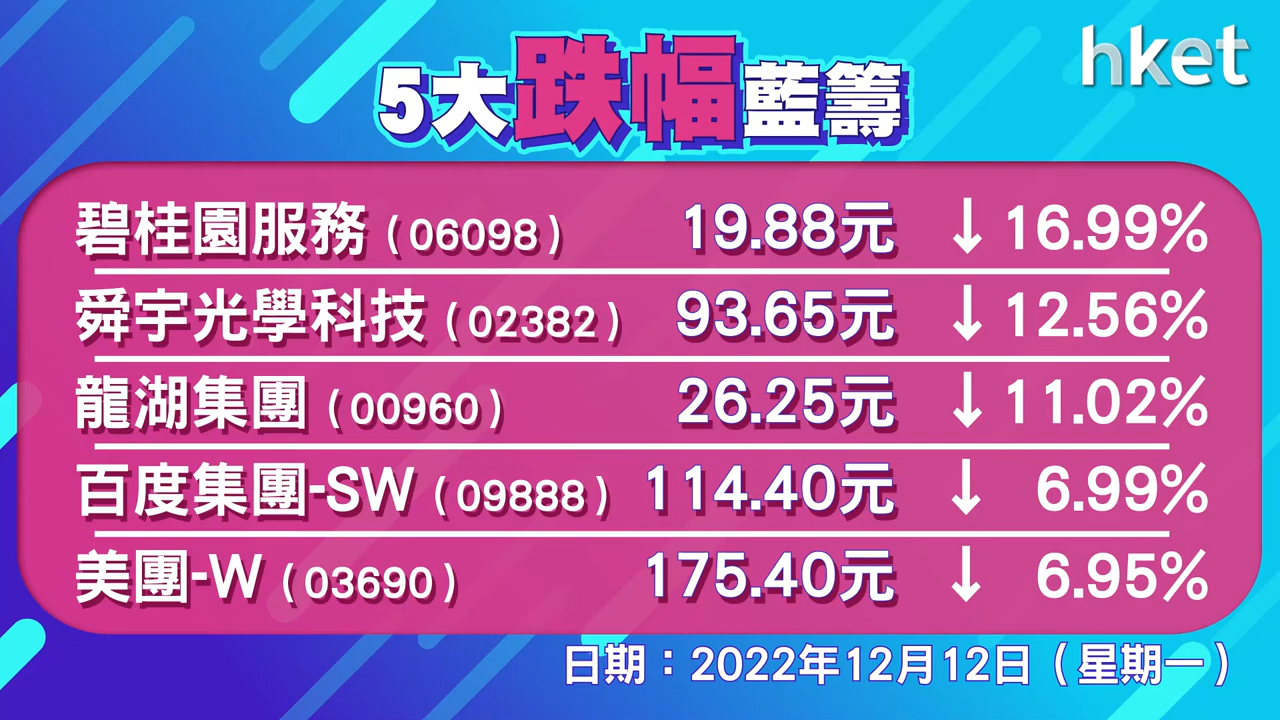 hket
5大跌幅藍籌
碧桂園服務（06098） 19.88元 ↓16.99%
舜宇光學科技（02382） 93.65元 ↓12.56%
龍湖集團（00960） 26.25元 ↓11.02%
百度集團-SW（09888） 114.40元 ↓6.99%
美團-W（03690） 175.40元 ↓6.95%
日期：2022年12月12日（星期一）